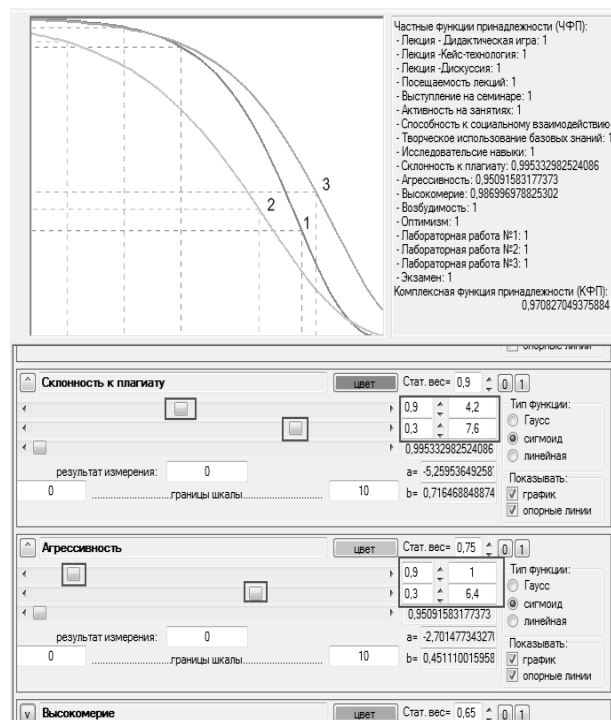 Частные функции принадлежности (ЧФП):
- Лекция - Дидактическая игра: 1
- Лекция -Кейс-технология: 1
- Лекция -Дискуссия: 1
- Посещаемость лекций: 1
- Выступление на семинаре: 1
- Активность на занятиях: 1
- Способность к социальному взаимодействию
- Творческое использование базовых знаний: 1
- Исследовательсие навыки: 1
- Склонность к плагиату: 0,995332982524086
- Агрессивность: 0,95091583177373
- Высокомерие: 0,986996978825302
- Возбудимость: 1
- Оптимизм: 1
- Лабораторная работа №1: 1
- Лабораторная работа №2: 1
- Лабораторная работа №3: 1
- Экзамен: 1
Комплексная функция принадлежности (КФП):
0,970827049375884
3
2
1
опорные линии
^ Склонность к плагиату цвет Стат. вес= 0,9 0 1
0,9 4,2 Тип функции:
Гаусс
0,3 7,6 сигмоид
0,995332982524086 линейная
результат измерения: 0 a= -5,2595364925
Показывать:
0 границы шкалы 10 b= 0,716468848874 график
опорные линии
^ Агрессивность цвет Стат. вес= 0,75 0 1
0,9 1 Тип функции:
Гаусс
0,3 6,4 сигмоид
0,95091583177373 линейная
результат измерения: 0 a= -2,7014773432
Показывать:
0 границы шкалы 10 b= 0,451110015958 график
опорные линии
v Высокомерие цвет Стат. вес= 0,65 0 1